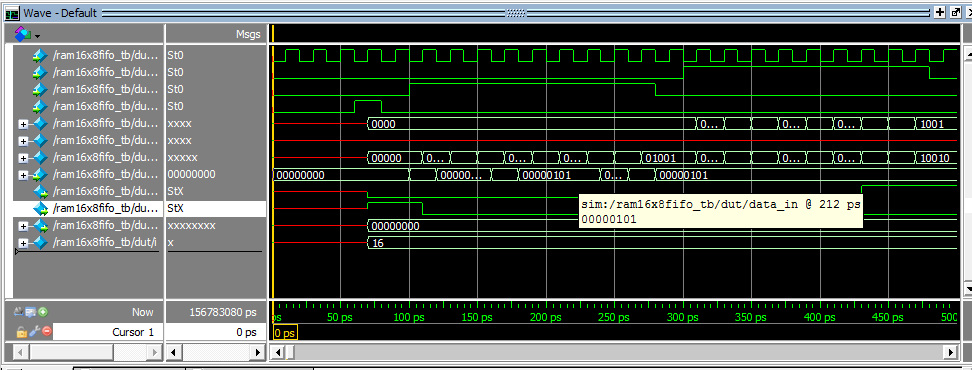 Wave - Default
Msgs
/ram16x8fifo_tb/du... St0
/ram16x8fifo_tb/du... St0
/ram16x8fifo_tb/du... St0
/ram16x8fifo_tb/du... St0
/ram16x8fifo_tb/du... xxxx 0000 0... 0... 0... 1001
/ram16x8fifo_tb/du... xxxx
/ram16x8fifo_tb/du... xxxxx 00000 0... 0... 0... 01001 0... 0... 0... 10010
/ram16x8fifo_tb/du... 00000000 00000000 00000... 00000101 0... 00000101
/ram16x8fifo_tb/du... StX
/ram16x8fifo_tb/du... StX
/ram16x8fifo_tb/du... xxxxxxxx 00000000
/ram16x8fifo_tb/dut/i x 16
sim:/ram16x8fifo_tb/dut/data_in @ 212 ps
00000101
Now 156783080 ps ps 50 ps 100 ps 150 ps 200 ps 250 ps 300 ps 350 ps 400 ps 450 ps 500
Cursor 1 0 ps 0 ps